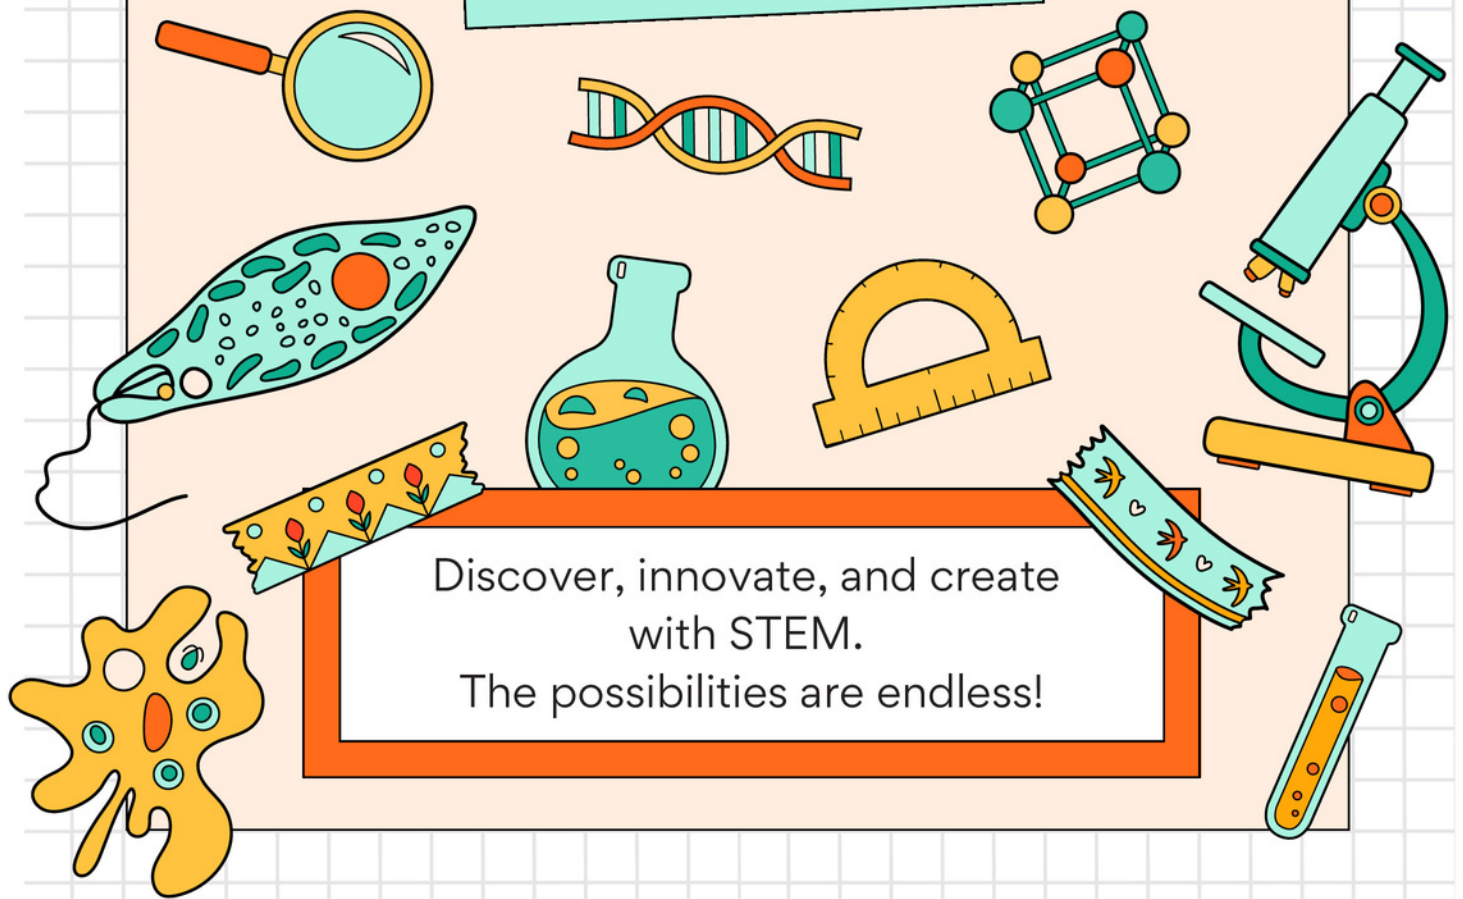 Discover, innovate, and create
with STEM.
The possibilities are endless!